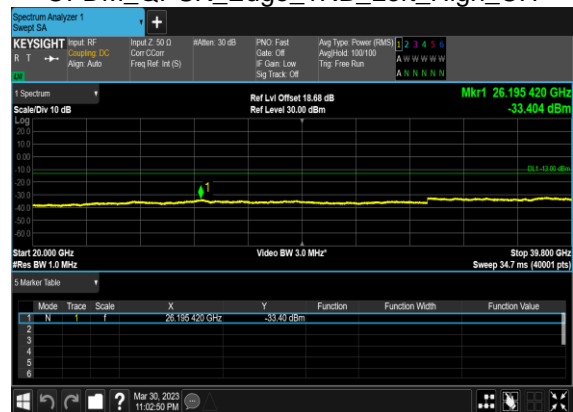 Spectrum Analyzer 1
Swept SA
KEYSIGHT
R T
LU
Input: RF
Coupling: DC
Align: Auto
Input Z: 50 Ω
Corr CCorr
Freq Ref: Int (S)
#Atten: 30 dB
PNO: Fast
Gate: Off
IF Gain: Low
Sig Track: Off
Avg Type: Power (RMS)
Avg|Hold: 100/100
Trig: Free Run
1 2 3 4 5 6
A W W W W W
A N N N N N
1 Spectrum
Scale/Div 10 dB
Ref Lvl Offset 18.68 dB
Ref Level 30.00 dBm
Mkr1 26.195 420 GHz
-33.404 dBm
Log
20.0
10.0
0.00
-10.0
DL1 -13.00 dBm
-20.0
-30.0
1
-40.0
-50.0
-60.0
Start 20.000 GHz
#Res BW 1.0 MHz
Video BW 3.0 MHz*
Stop 39.800 GHz
Sweep 34.7 ms (40001 pts)
5 Marker Table
Mode Trace Scale X Y Function Function Width Function Value
1 N 1 f 26.195 420 GHz -33.40 dBm
2
3
4
5
6
?
Mar 30, 2023
11:02:50 PM